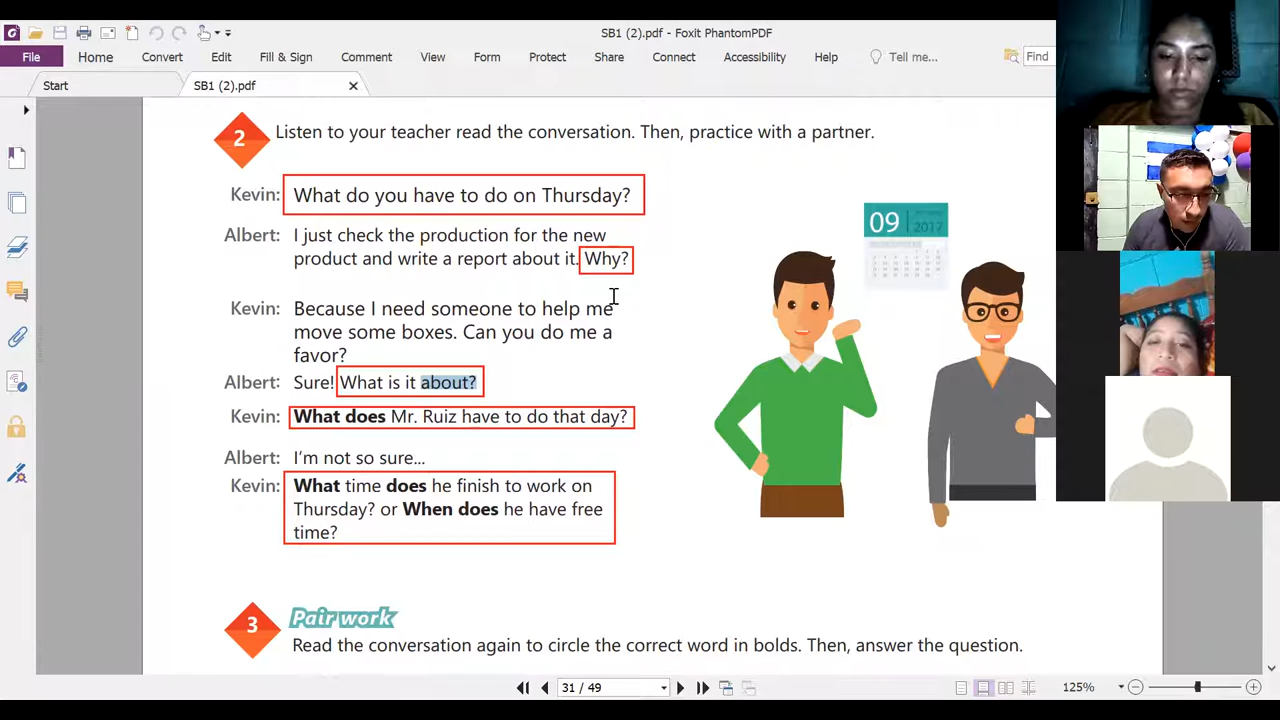 SB1 (2).pdf - Foxit PhantomPDF
File Home Convert Edit Fill & Sign Comment View Form Protect Share Connect Accessibility Help Tell me... Find
Start SB1 (2).pdf
2 Listen to your teacher read the conversation. Then, practice with a partner.
Kevin: What do you have to do on Thursday?
Albert: I just check the production for the new
product and write a report about it. Why?
Kevin: Because I need someone to help me
move some boxes. Can you do me a
favor?
Albert: Sure! What is it about?
Kevin: What does Mr. Ruiz have to do that day?
Albert: I'm not so sure...
Kevin: What time does he finish to work on
Thursday? or When does he have free
time?
09 2017
3 Pair work
Read the conversation again to circle the correct word in bolds. Then, answer the question.
31 / 49 125%